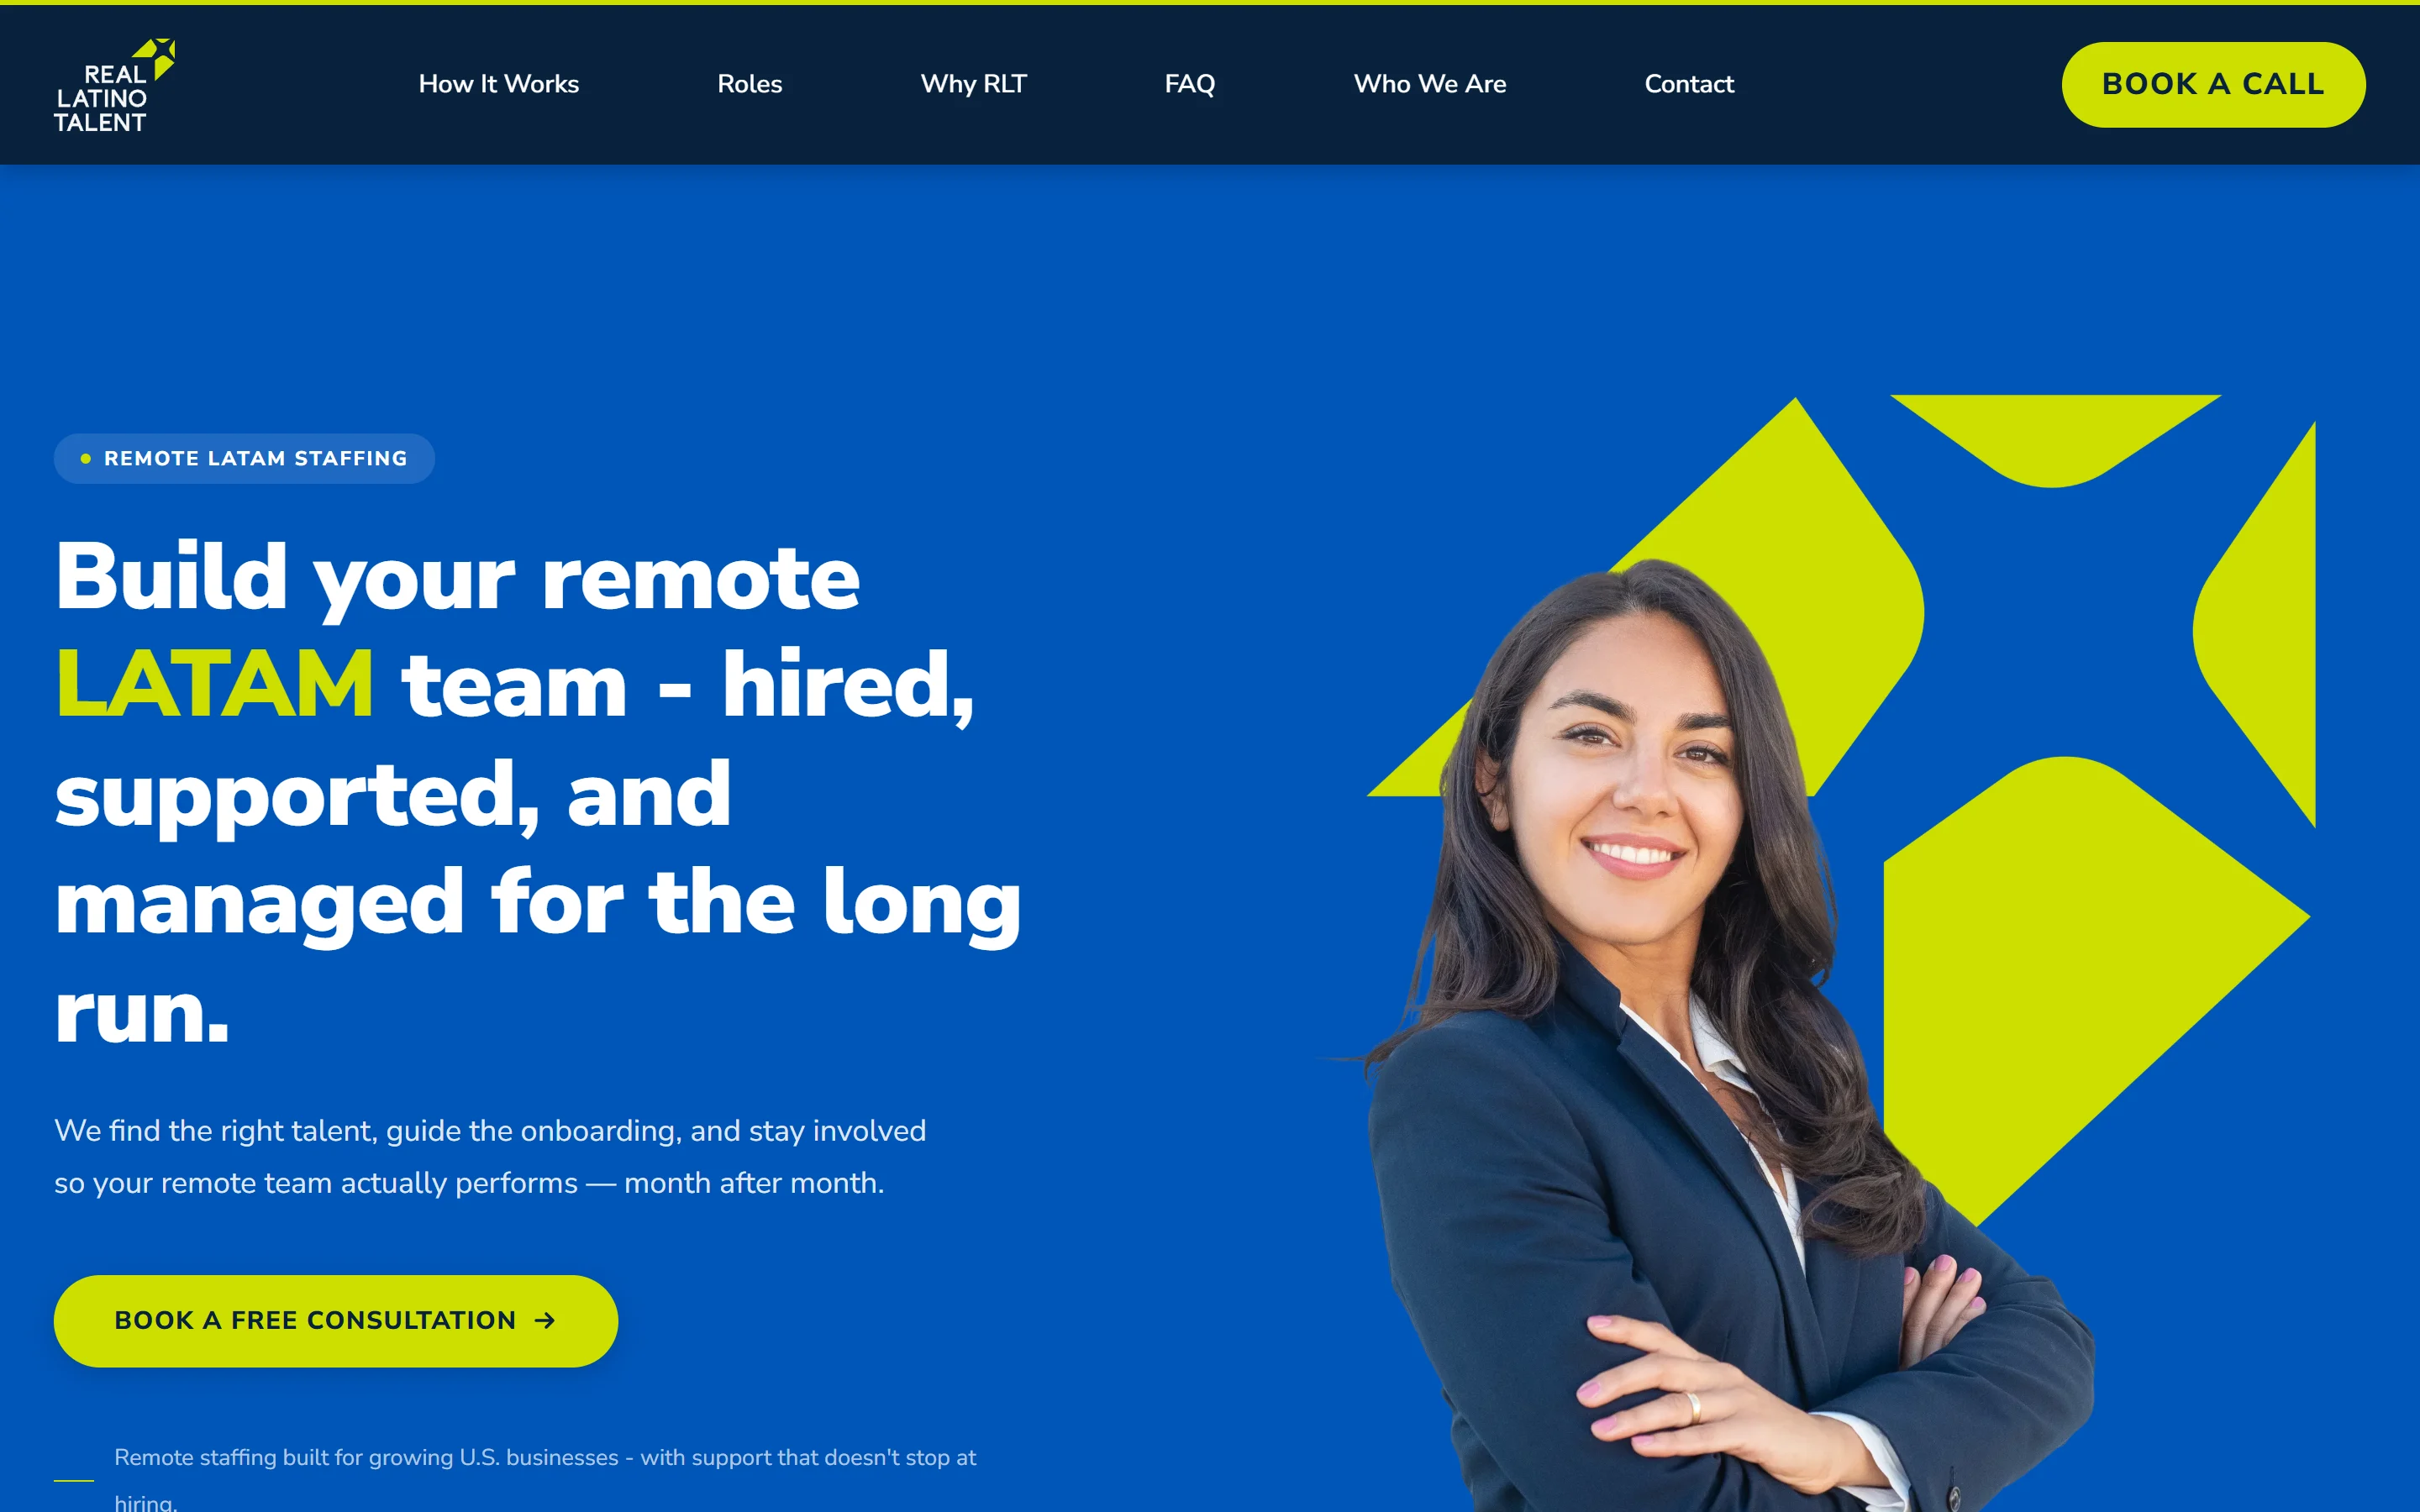 REAL
LATINO
TALENT
How It Works
Roles
Why RLT
FAQ
Who We Are
Contact
BOOK A CALL
REMOTE LATAM STAFFING
Build your remote
LATAM team - hired,
supported, and
managed for the long
run.
We find the right talent, guide the onboarding, and stay involved
so your remote team actually performs — month after month.
BOOK A FREE CONSULTATION →
Remote staffing built for growing U.S. businesses - with support that doesn't stop at
hiring.